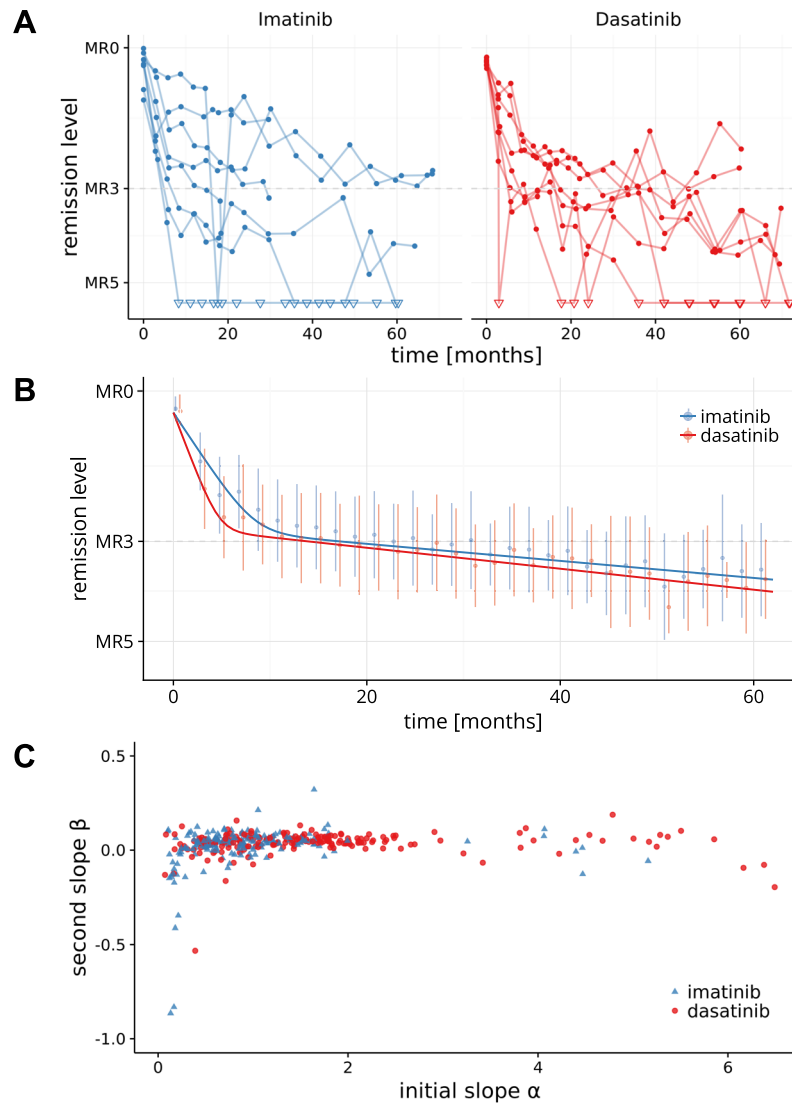 A
Imatinib
Dasatinib
MR0
MR3
MR5
remission level
0
20
40
60
0
20
40
60
time [months]
B
MR0
MR3
MR5
remission level
imatinib
dasatinib
0
20
40
60
time [months]
C
0.5
0.0
-0.5
-1.0
second slope β
imatinib
dasatinib
0
2
4
6
initial slope α